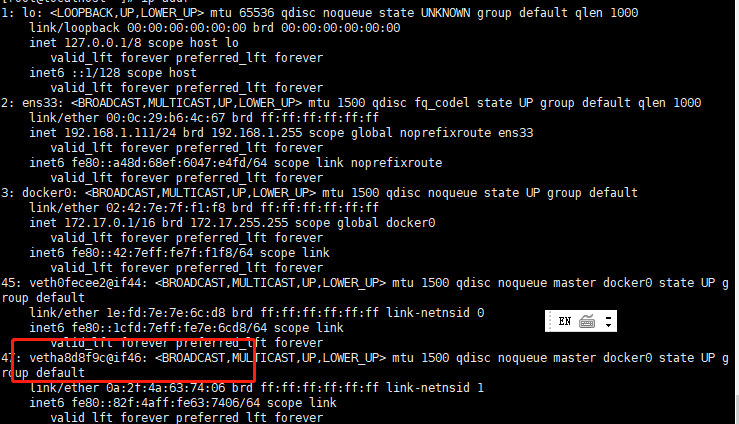 1: lo: <LOOPBACK,UP,LOWER_UP> mtu 65536 qdisc noqueue state UNKNOWN group default qlen 1000
link/loopback 00:00:00:00:00:00 brd 00:00:00:00:00:00
inet 127.0.0.1/8 scope host lo
valid_lft forever preferred_lft forever
inet6 ::1/128 scope host
valid_lft forever preferred_lft forever
2: ens33: <BROADCAST,MULTICAST,UP,LOWER_UP> mtu 1500 qdisc fq_codel state UP group default qlen 1000
link/ether 00:0c:29:b6:4c:67 brd ff:ff:ff:ff:ff:ff
inet 192.168.1.111/24 brd 192.168.1.255 scope global noprefixroute ens33
valid_lft forever preferred_lft forever
inet6 fe80::a48d:68ef:6047:e4fd/64 scope link noprefixroute
valid_lft forever preferred_lft forever
3: docker0: <BROADCAST,MULTICAST,UP,LOWER_UP> mtu 1500 qdisc noqueue state UP group default
link/ether 02:42:7e:7f:f1:f8 brd ff:ff:ff:ff:ff:ff
inet 172.17.0.1/16 brd 172.17.255.255 scope global docker0
valid_lft forever preferred_lft forever
inet6 fe80::42:7eff:fe7f:f1f8/64 scope link
valid_lft forever preferred_lft forever
45: veth0fecee2@if44: <BROADCAST,MULTICAST,UP,LOWER_UP> mtu 1500 qdisc noqueue master docker0 state UP g
roup default
link/ether 1e:fd:7e:7e:6c:d8 brd ff:ff:ff:ff:ff:ff link-netnsid 0
inet6 fe80::1cfd:7eff:fe7e:6cd8/64 scope link
valid_lft forever preferred_lft forever
EN
47: vetha8d8f9c@if46: <BROADCAST,MULTICAST,UP,LOWER_UP> mtu 1500 qdisc noqueue master docker0 state UP g
roup default
link/ether 0a:2f:4a:63:74:06 brd ff:ff:ff:ff:ff:ff link-netnsid 1
inet6 fe80::82f:4aff:fe63:7406/64 scope link
valid_lft forever preferred_lft forever